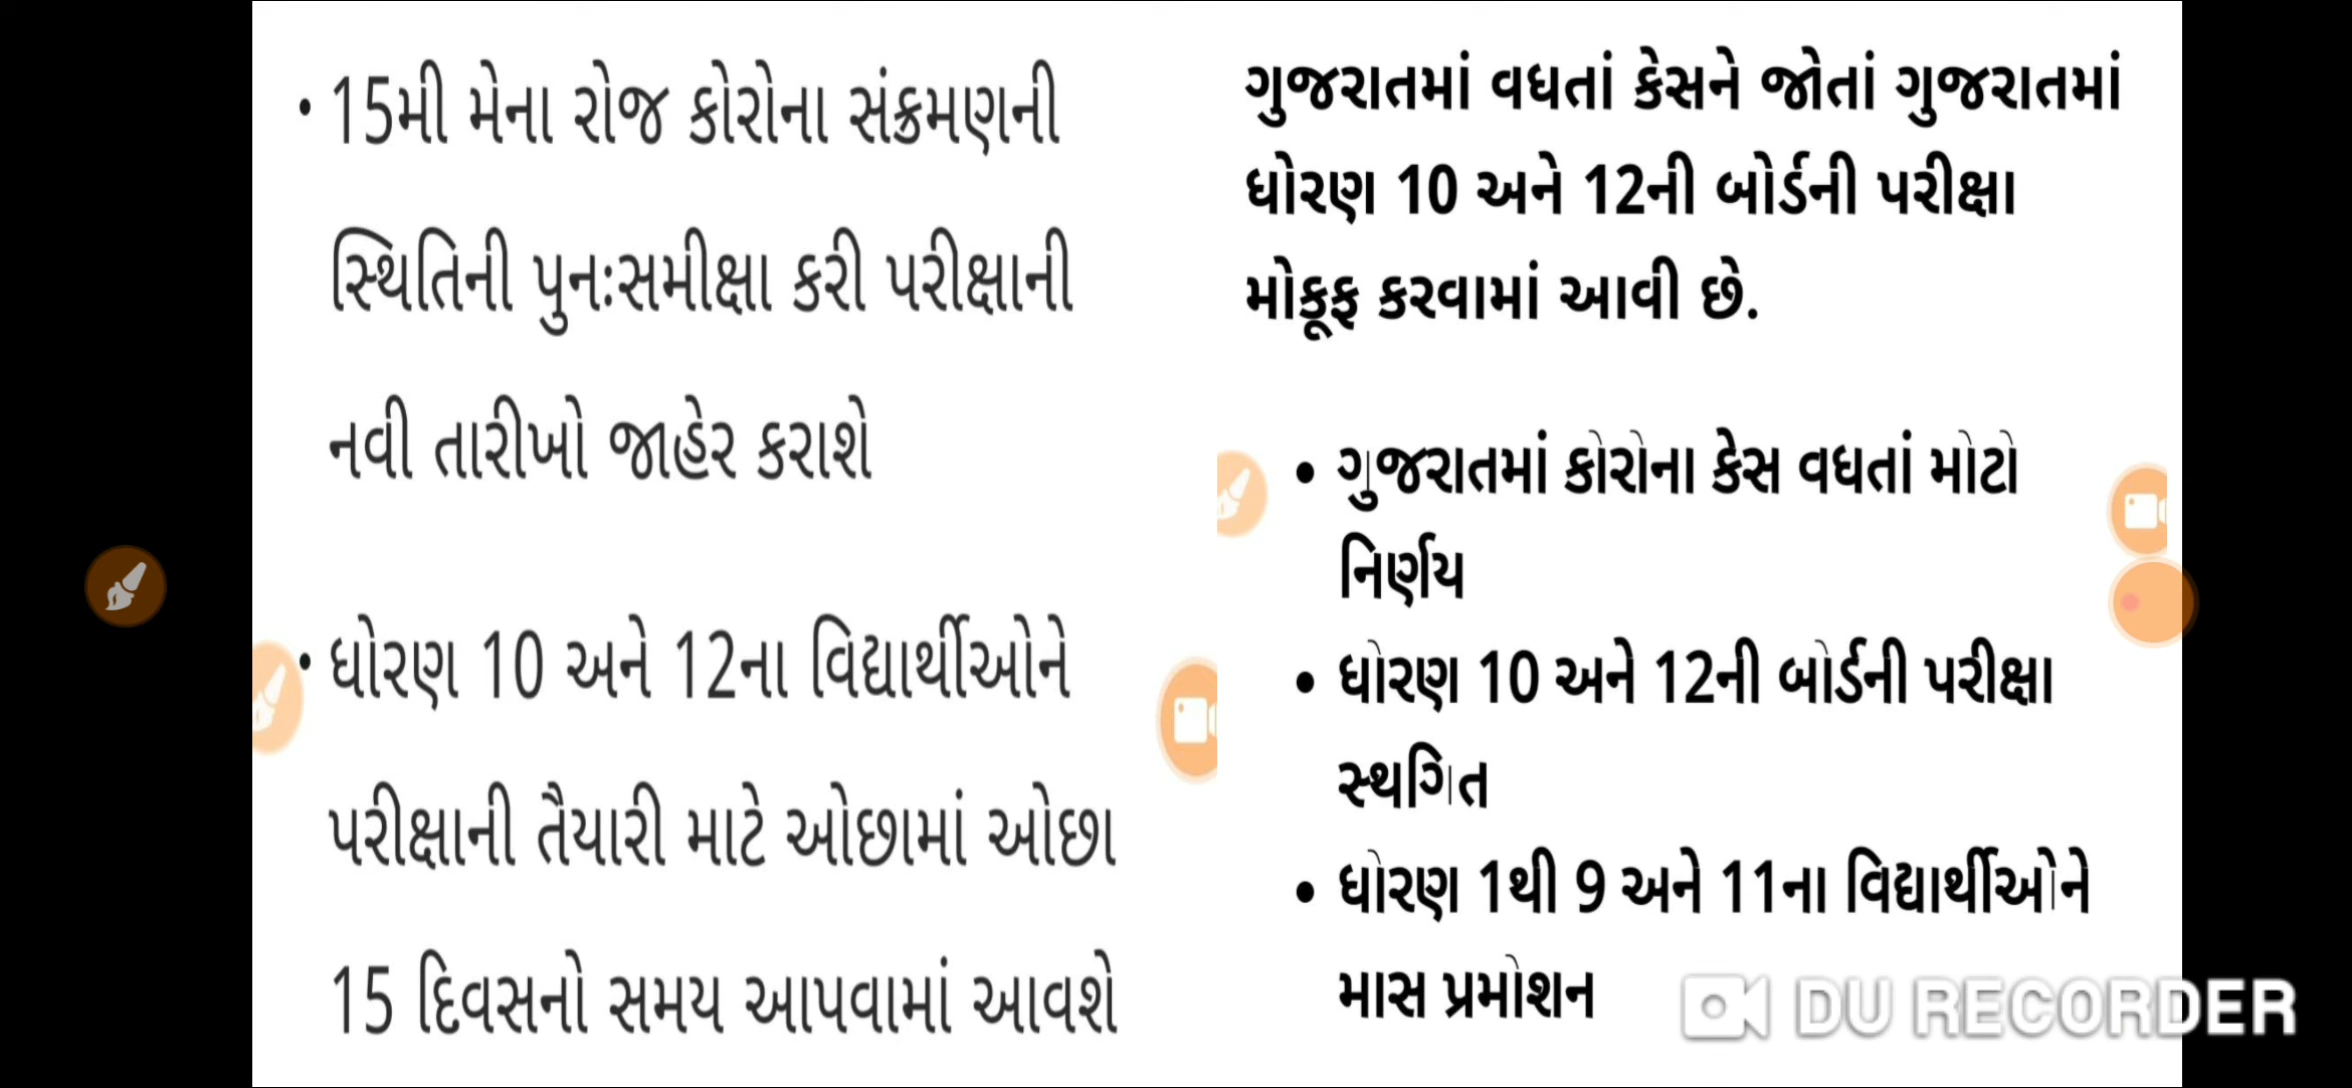 • 15મી મેના રોજ કોરોના સંક્રમણની
સ્થિતિની પુનઃસમીક્ષા કરી પરીક્ષાની
નવી તારીખો જાહેર કરાશે
• ધોરણ 10 અને 12ના વિદ્યાર્થીઓને
પરીક્ષાની તૈયારી માટે ઓછામાં ઓછા
15 દિવસનો સમય આપવામાં આવશે
ગુજરાતમાં વધતાં કેસને જોતાં ગુજરાતમાં
ધોરણ 10 અને 12ની બોર્ડની પરીક્ષા
મોકૂફ કરવામાં આવી છે.
• ગુજરાતમાં કોરોના કેસ વધતાં મોટો
નિર્ણય
• ધોરણ 10 અને 12ની બોર્ડની પરીક્ષા
સ્થગિત
• ધોરણ 1થી 9 અને 11ના વિદ્યાર્થીઓને
માસ પ્રમોશન
DU RECORDER